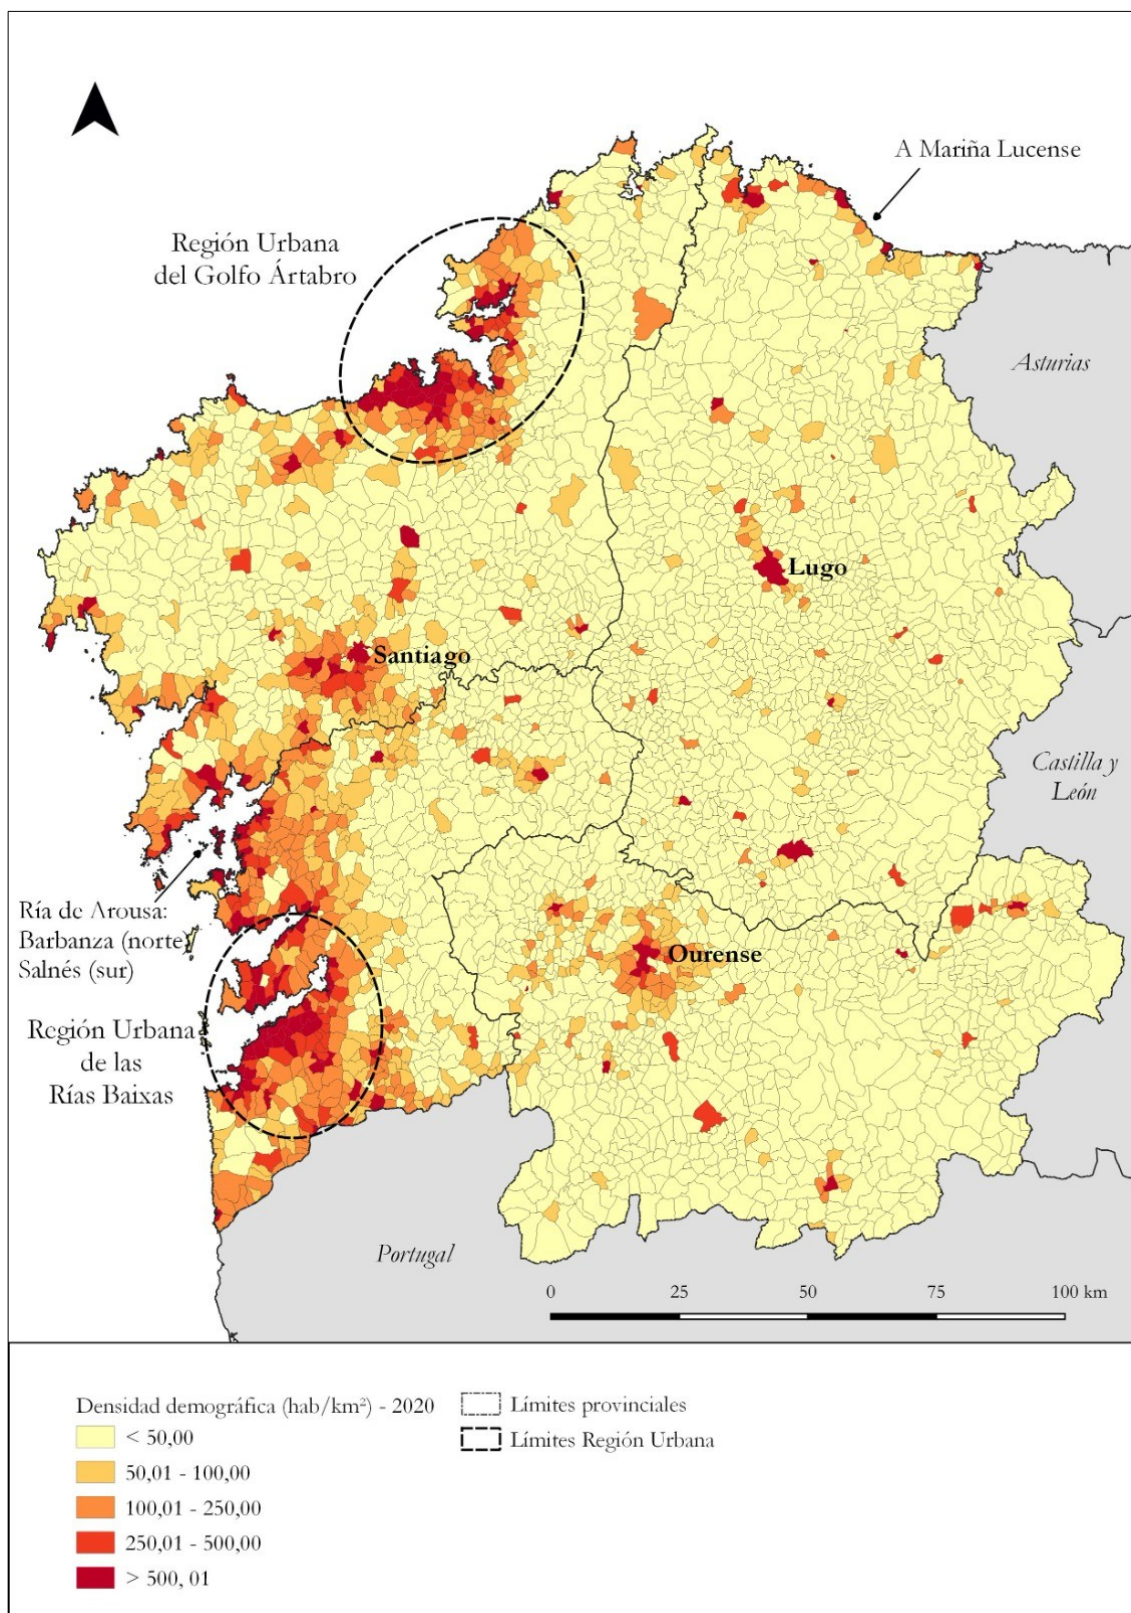 A Mariña Lucense
Región Urbana
del Golfo Ártabro
Asturias
Lugo
Santiago
Castilla y
León
Ría de Arousa:
Barbanza (norte)
Salnés (sur)
Ourense
Región Urbana
de las
Rías Baixas
Portugal
0 25 50 75 100 km
Densidad demográfica (hab/km²) - 2020
< 50,00
50,01 - 100,00
100,01 - 250,00
250,01 - 500,00
> 500, 01
Límites provinciales
Límites Región Urbana